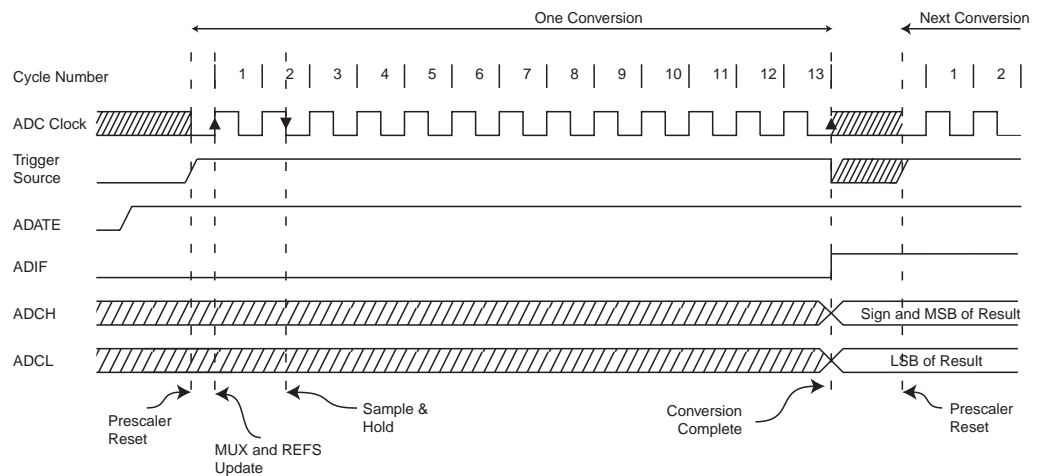 One Conversion
Next Conversion
Cycle Number
1 2 3 4 5 6 7 8 9 10 11 12 13 1 2
ADC Clock
Trigger
Source
ADATE
ADIF
ADCH
Sign and MSB of Result
ADCL
LSB of Result
Prescaler
Reset
MUX and REFS
Update
Sample &
Hold
Conversion
Complete
Prescaler
Reset